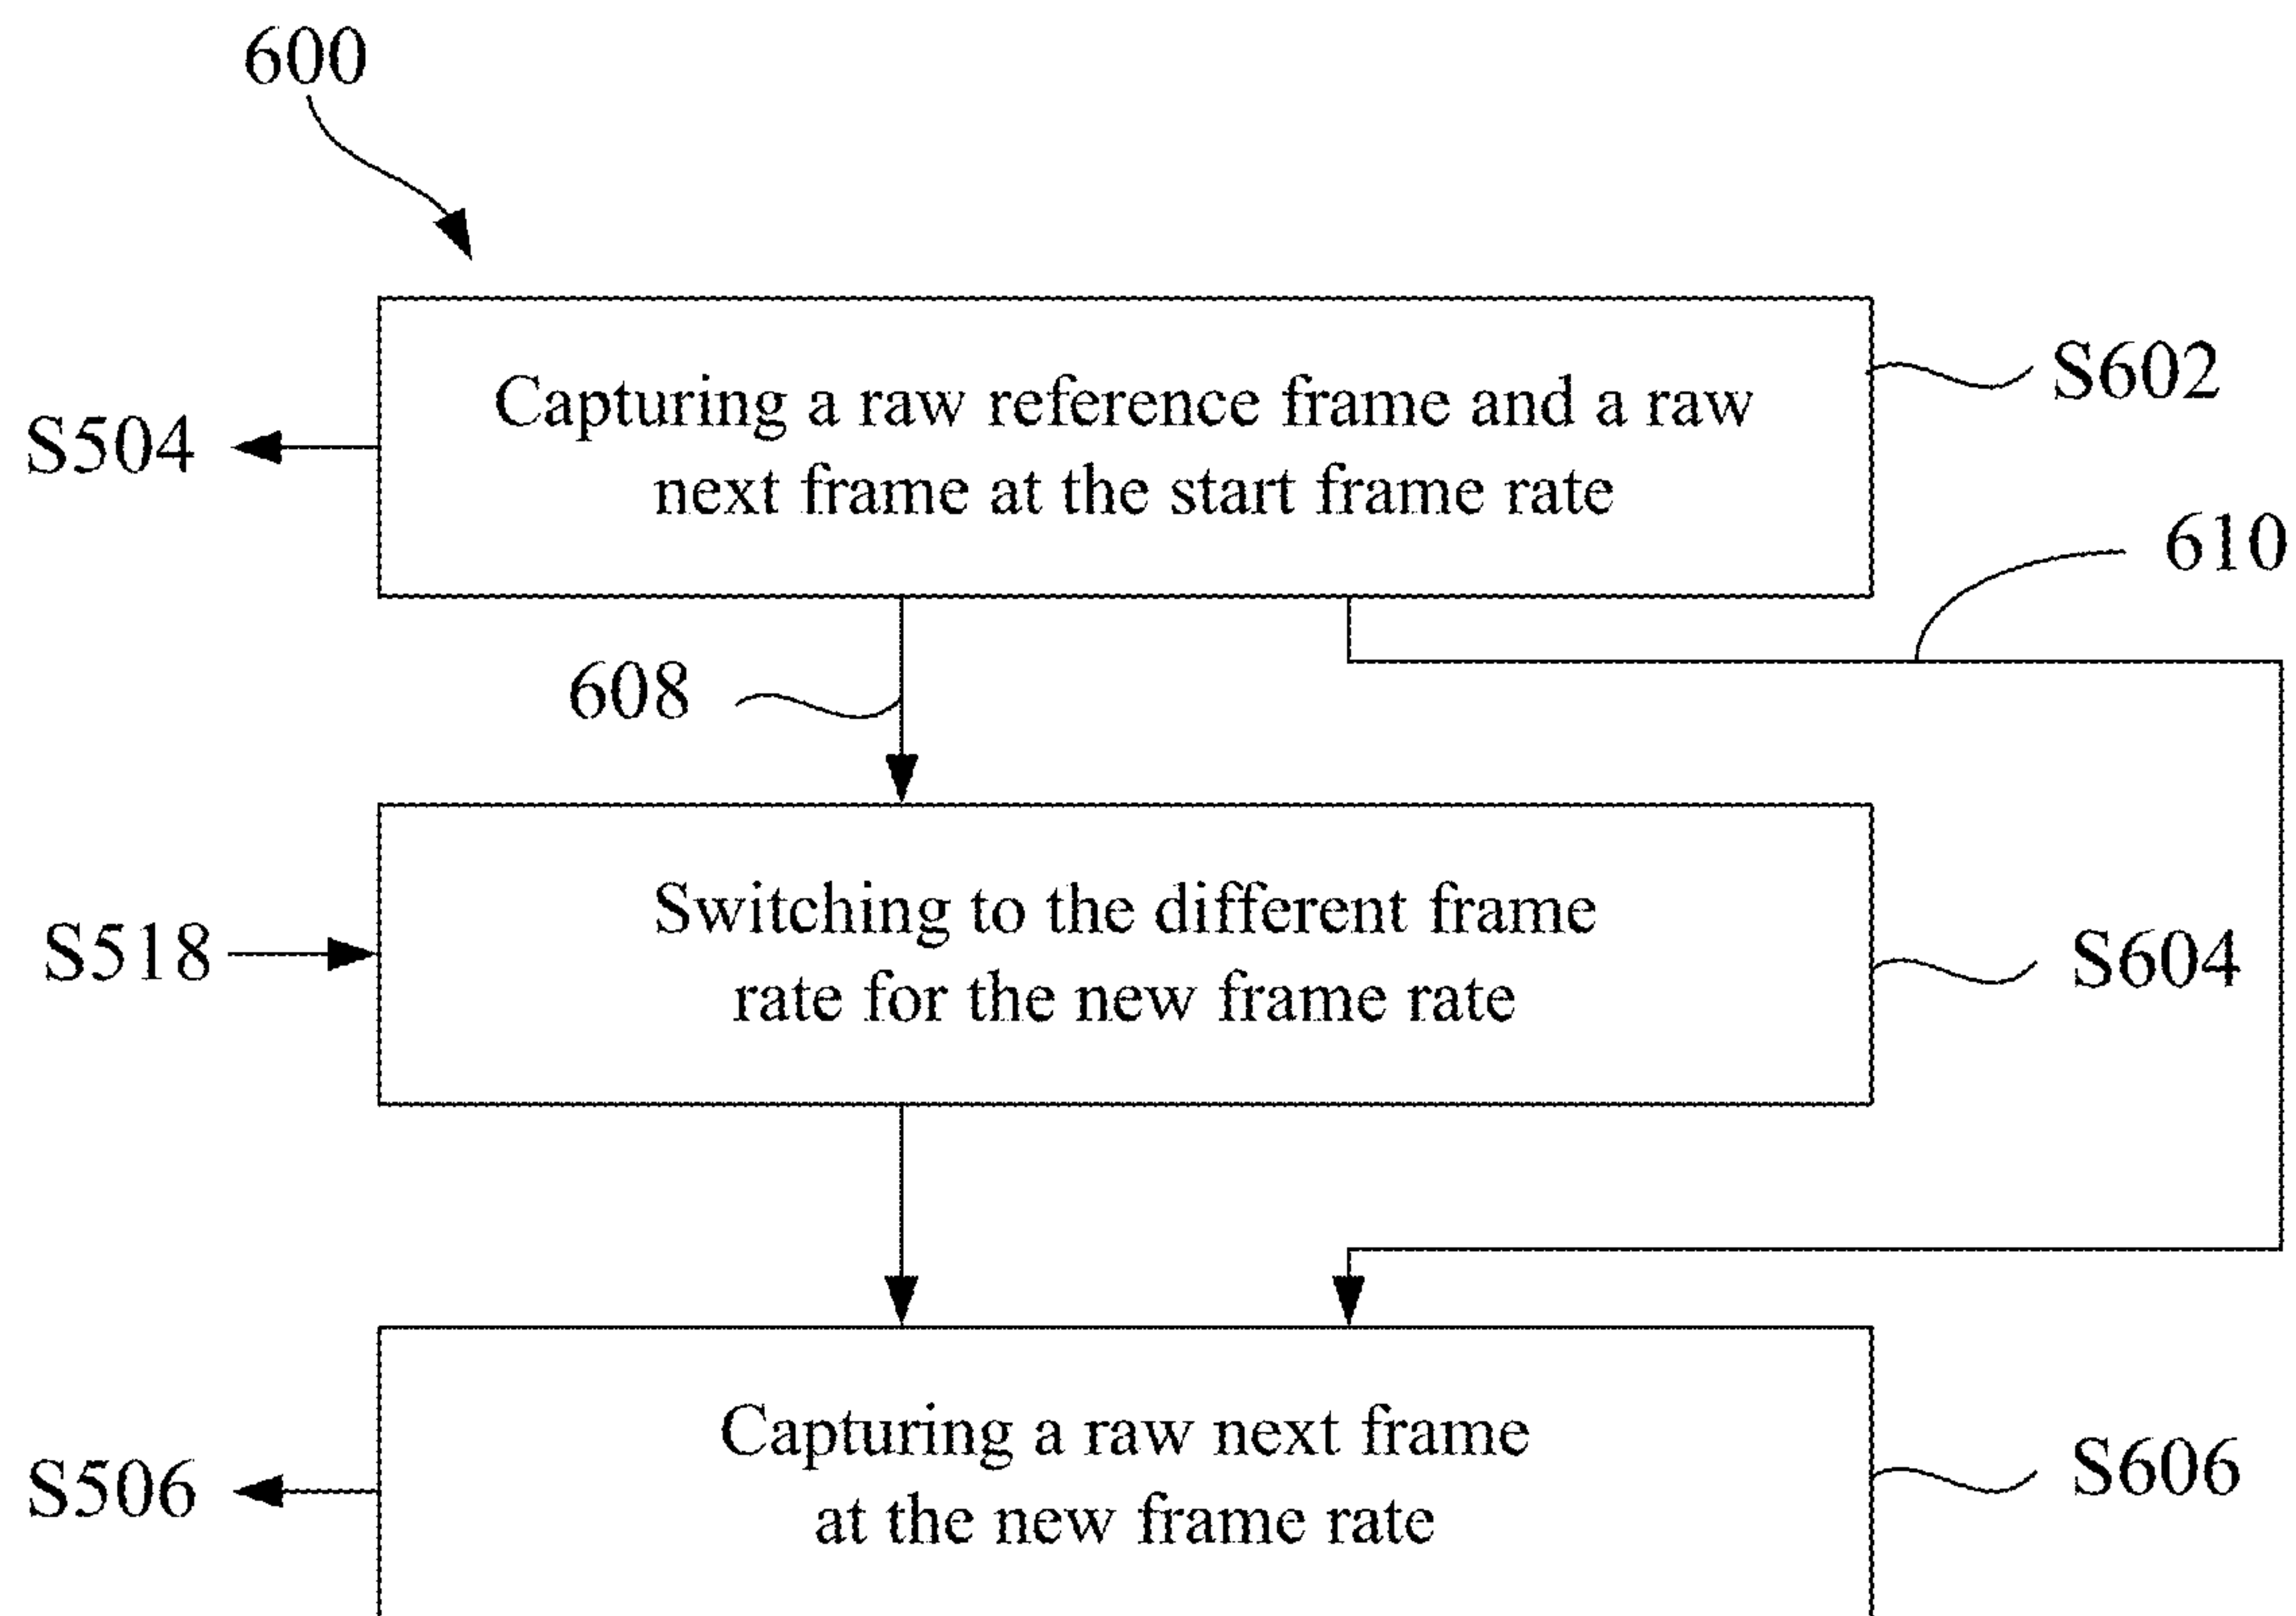 600
Capturing a raw reference frame and a raw
next frame at the start frame rate
S602
S504
610
608
Switching to the different frame
rate for the new frame rate
S518
S604
Capturing a raw next frame
at the new frame rate
S506
S606